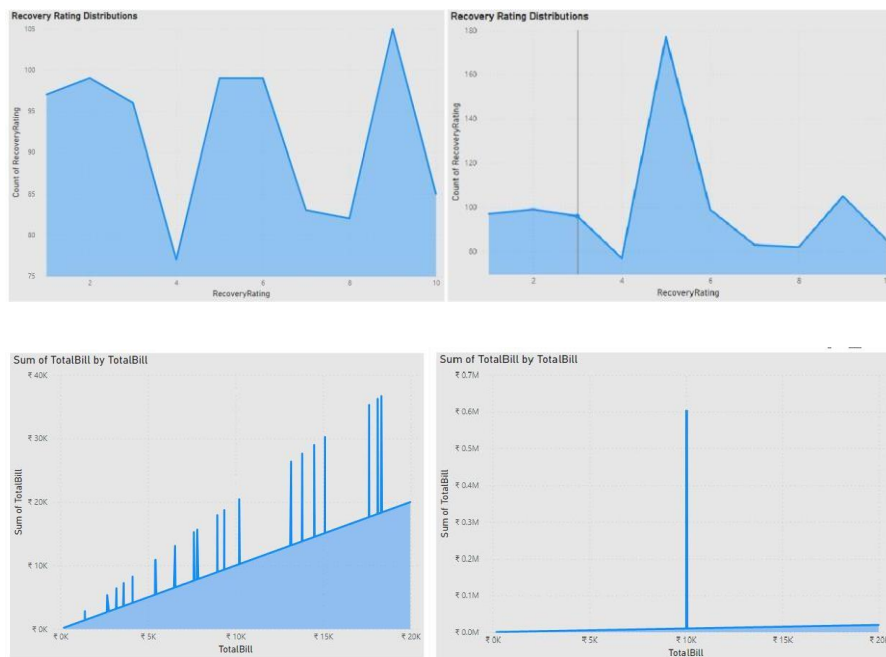 Recovery Rating Distributions
105
100
95
90
85
80
75
Count of RecoveryRating
2
4
6
8
10
RecoveryRating
Recovery Rating Distributions
180
160
140
120
100
80
Count of RecoveryRating
2
4
6
8
RecoveryRating
Sum of TotalBill by TotalBill
₹ 40K
₹ 30K
₹ 20K
₹ 10K
₹ 0K
Sum of TotalBill
₹ 0K
₹ 5K
₹ 10K
₹ 15K
₹ 20K
TotalBill
Sum of TotalBill by TotalBill
₹ 0.7M
₹ 0.6M
₹ 0.5M
₹ 0.4M
₹ 0.3M
₹ 0.2M
₹ 0.1M
₹ 0.0M
Sum of TotalBill
₹ 0K
₹ 5K
₹ 10K
₹ 15K
₹ 20
TotalBill